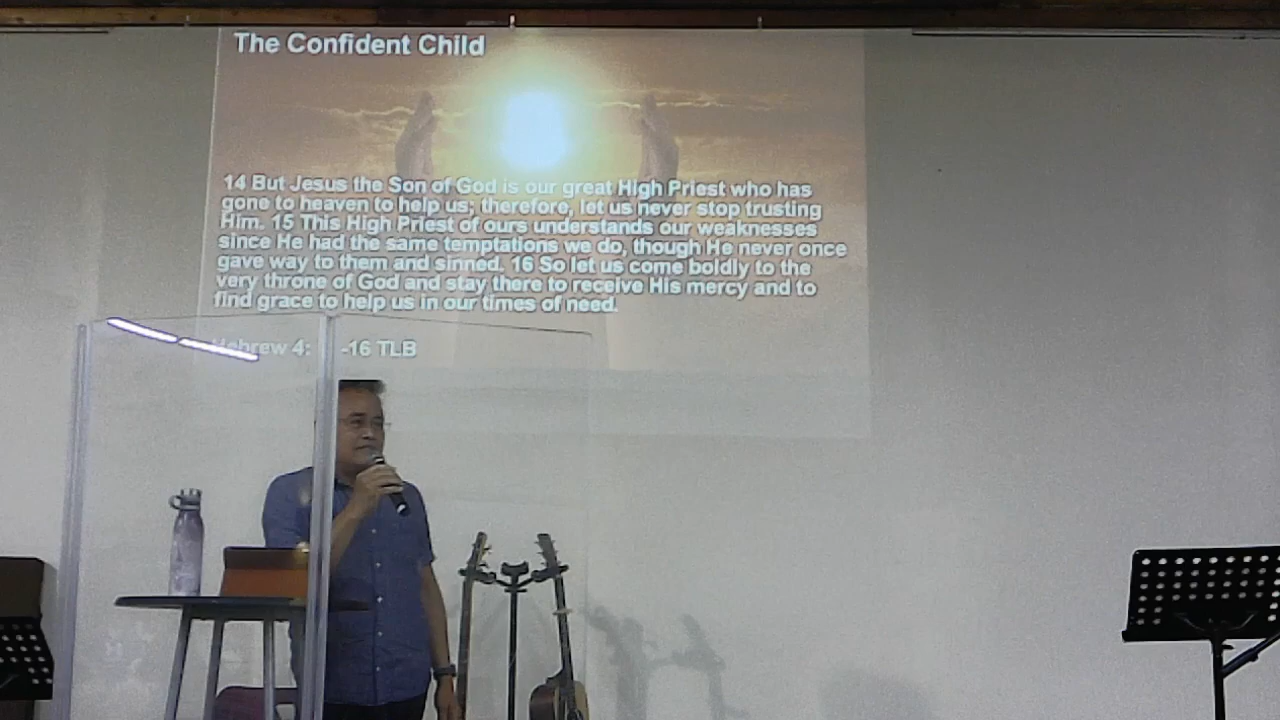 The Confident Child
14 But Jesus the Son of God is our great High Priest who has
gone to heaven to help us; therefore, let us never stop trusting
Him. 15 This High Priest of ours understands our weaknesses
since He had the same temptations we do, though He never once
gave way to them and sinned. 16 So let us come boldly to the
very throne of God and stay there to receive His mercy and to
find grace to help us in our times of need.
Hebrew 4: -16 TLB